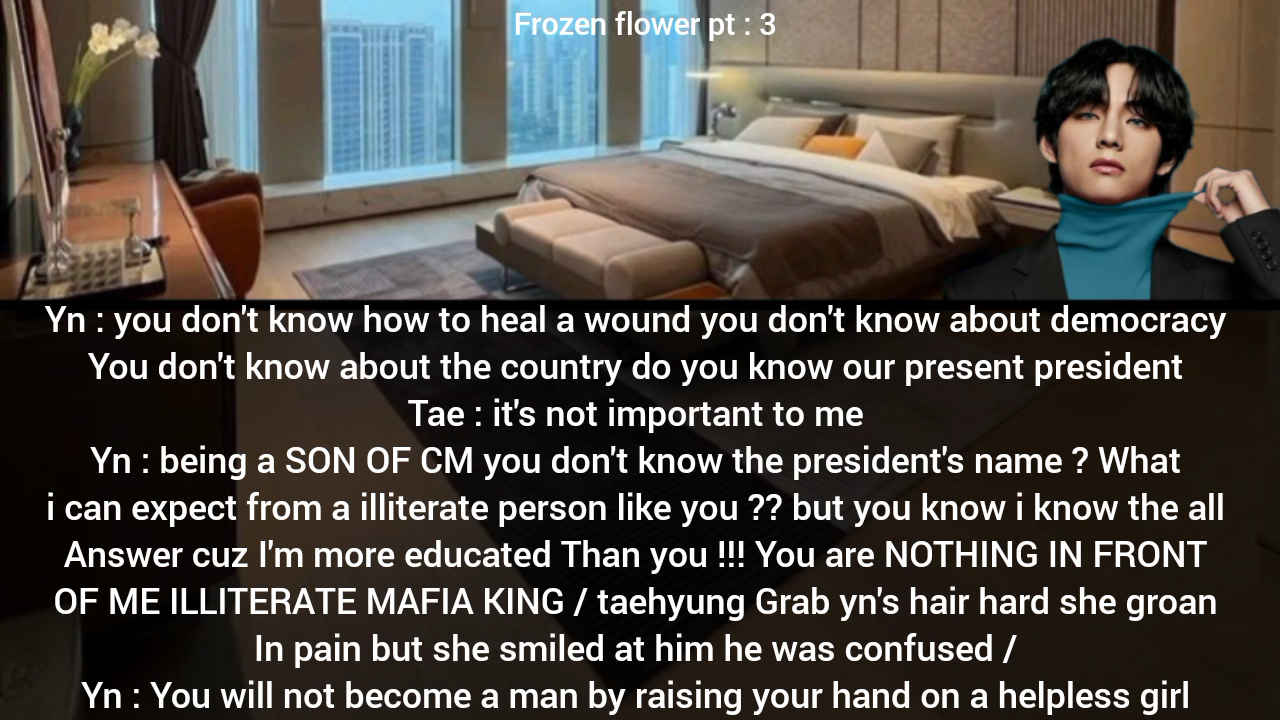 Frozen flower pt : 3
Yn : you don't know how to heal a wound you don't know about democracy
You don't know about the country do you know our present president
Tae : it's not important to me
Yn : being a SON OF CM you don't know the president's name ? What
i can expect from a illiterate person like you ?? but you know i know the all
Answer cuz I'm more educated Than you !!! You are NOTHING IN FRONT
OF ME ILLITERATE MAFIA KING / taehyung Grab yn's hair hard she groan
In pain but she smiled at him he was confused /
Yn : You will not become a man by raising your hand on a helpless girl